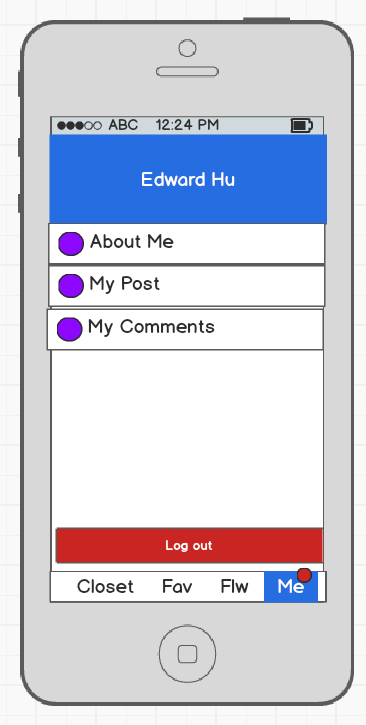 ABC 12:24 PM
Edward Hu
About Me
My Post
My Comments
Log out
Closet Fav Flw Me